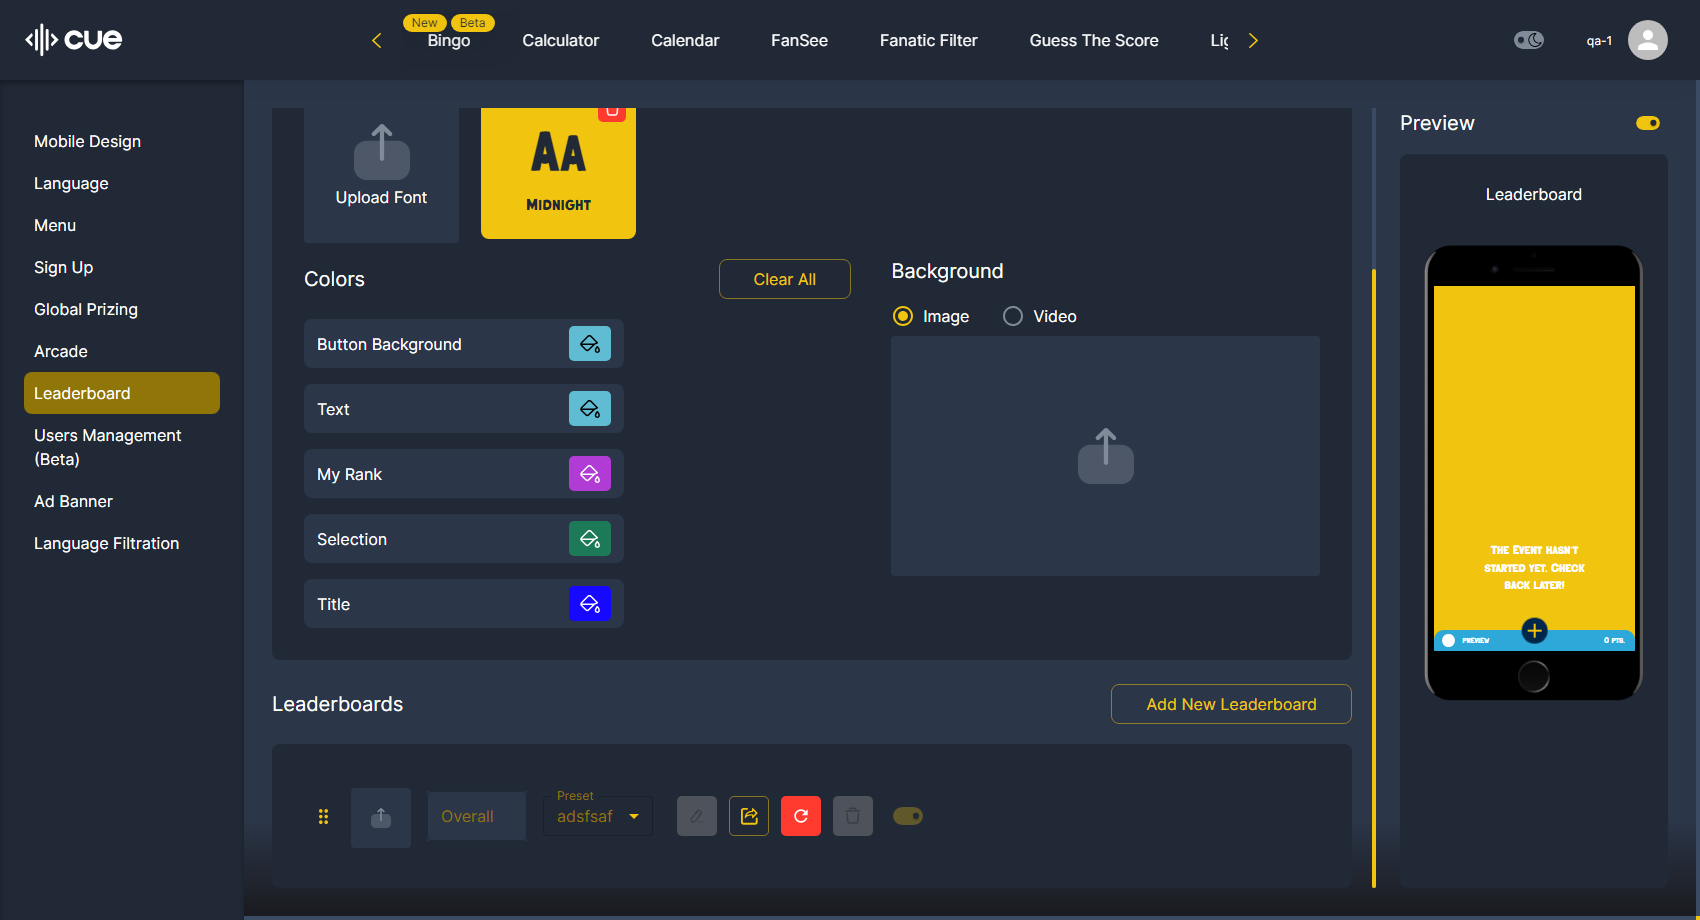 cue
New Beta
Bingo
Calculator
Calendar
FanSee
Fanatic Filter
Guess The Score
qa-1
Mobile Design
Language
Menu
Sign Up
Global Prizing
Arcade
Leaderboard
Users Management
(Beta)
Ad Banner
Language Filtration
Upload Font
AA
MIDNIGHT
Colors
Clear All
Button Background
Text
My Rank
Selection
Title
Background
Image
Video
Leaderboards
Add New Leaderboard
Overall
Preset
adsfsaf
Preview
Leaderboard
THE EVENT HASN'T
STARTED YET. CHECK
BACK LATER!
PREVIEW
0 PTS.